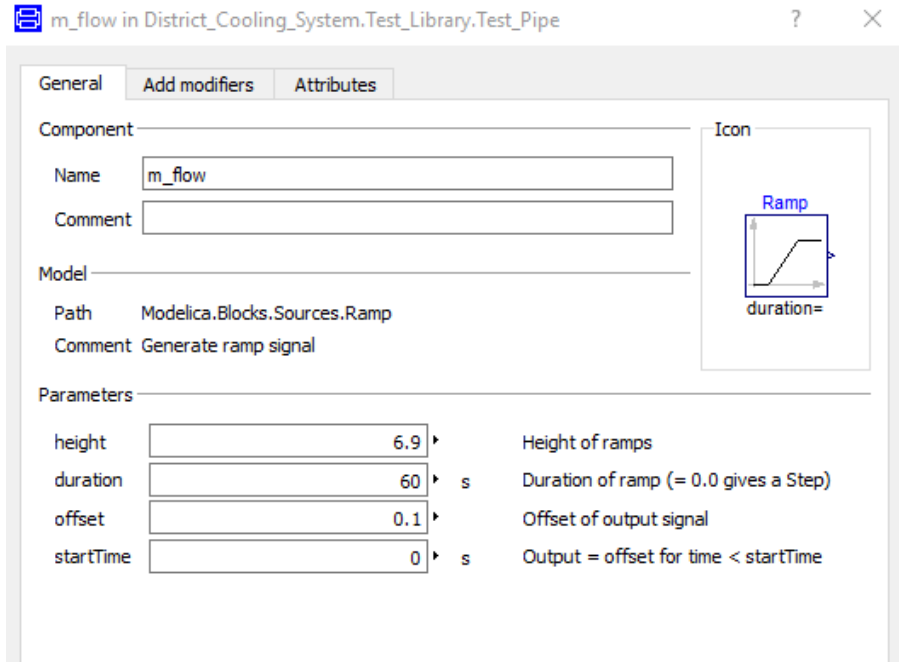 m_flow in District_Cooling_System.Test_Library.Test_Pipe ? ×
General Add modifiers Attributes
Component
Name m_flow
Comment
Icon
Ramp
duration=
Model
Path Modelica.Blocks.Sources.Ramp
Comment Generate ramp signal
Parameters
height 6.9 Height of ramps
duration 60 s Duration of ramp (= 0.0 gives a Step)
offset 0.1 Offset of output signal
startTime 0 s Output = offset for time < startTime